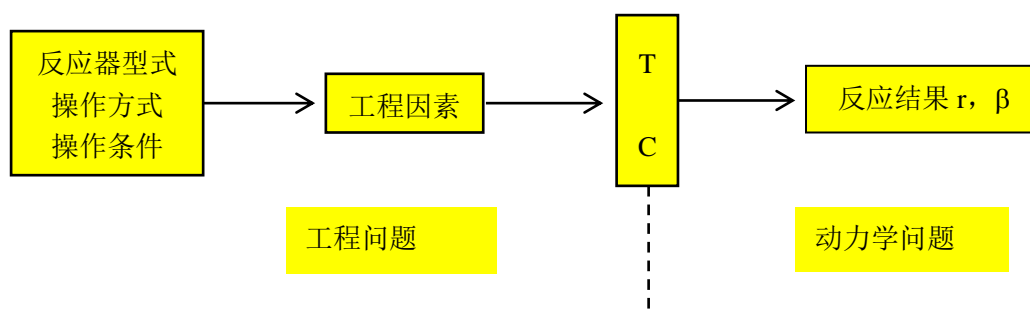 反应器型式
操作方式
操作条件
工程因素
T
C
反应结果 r，β
工程问题
动力学问题